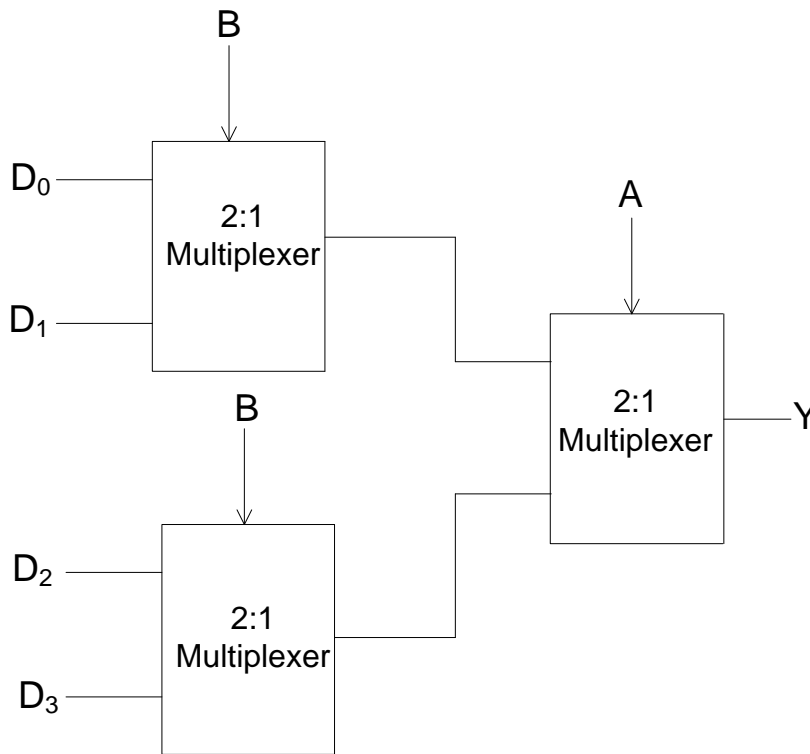 B
D₀
2:1
Multiplexer
D₁
A
2:1
Multiplexer
Y
B
D₂
2:1
Multiplexer
D₃